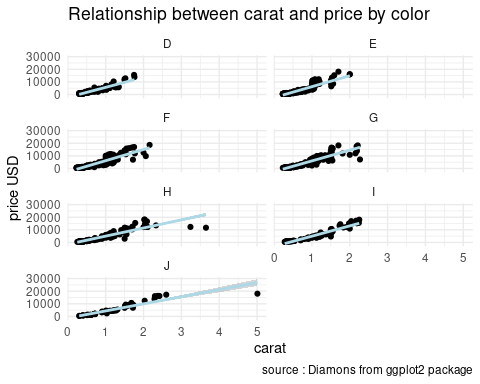 Relationship between carat and price by color
D
E
30000
20000
10000
0
F
G
30000
20000
10000
0
H
I
30000
20000
10000
0
0 1 2 3 4 5
J
30000
20000
10000
0
0 1 2 3 4 5
price USD
carat
source : Diamons from ggplot2 package